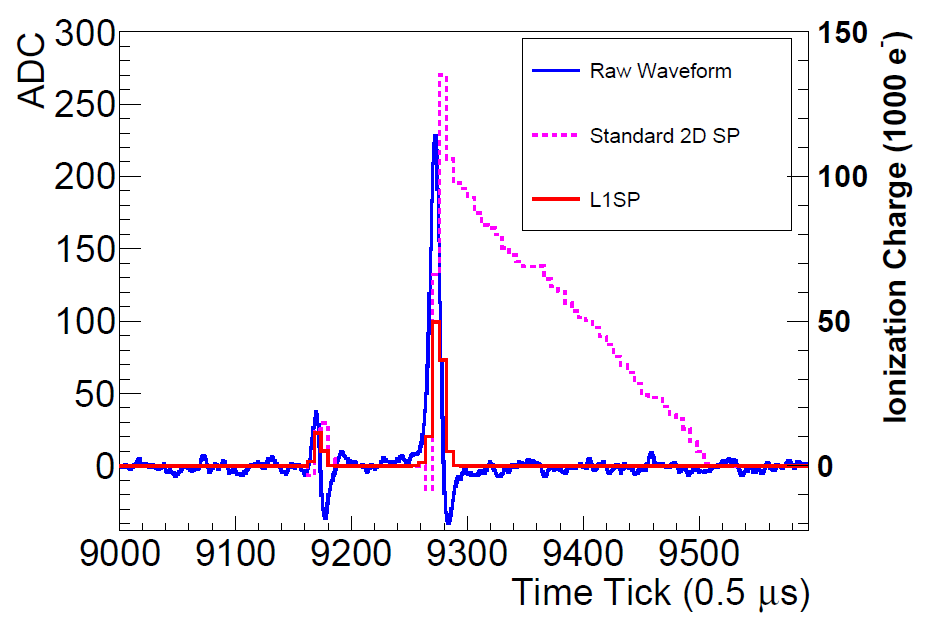 ADC
300
250
200
150
100
50
0
Raw Waveform
Standard 2D SP
L1SP
150
100
50
0
Ionization Charge (1000 e⁻)
9000 9100 9200 9300 9400 9500
Time Tick (0.5 μs)